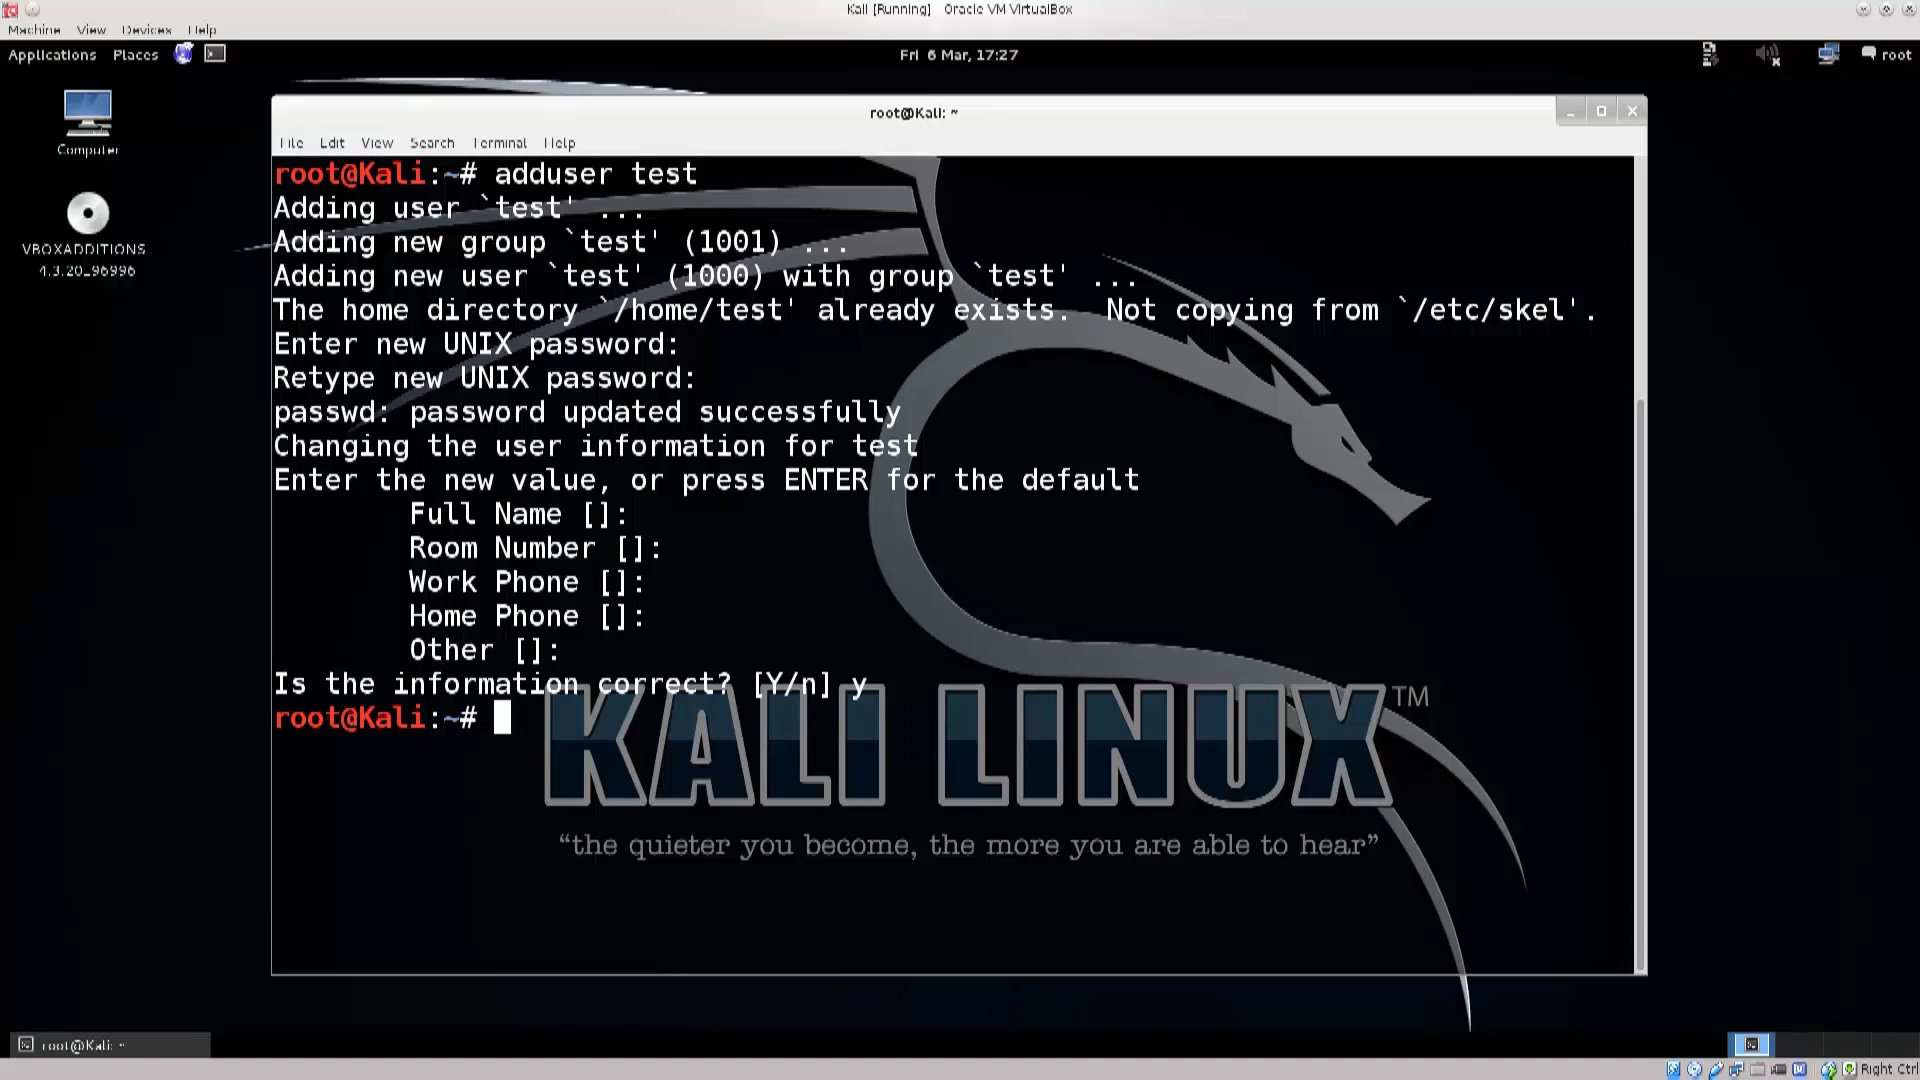 Kali [Running] - Oracle VM VirtualBox
Machine View Devices Help
Applications Places
Fri 6 Mar, 17:27
root
Computer
VBOXADDITIONS_
4.3.20_96996
root@Kali: ~
File Edit View Search Terminal Help
root@Kali:~# adduser test
Adding user `test' ...
Adding new group `test' (1001) ...
Adding new user `test' (1000) with group `test' ...
The home directory `/home/test' already exists.  Not copying from `/etc/skel'.
Enter new UNIX password:
Retype new UNIX password:
passwd: password updated successfully
Changing the user information for test
Enter the new value, or press ENTER for the default
Full Name []:
Room Number []:
Work Phone []:
Home Phone []:
Other []:
Is the information correct? [Y/n] y
root@Kali:~#
KALI LINUX TM
“the quieter you become, the more you are able to hear”
root@Kali: ~
Right Ctrl